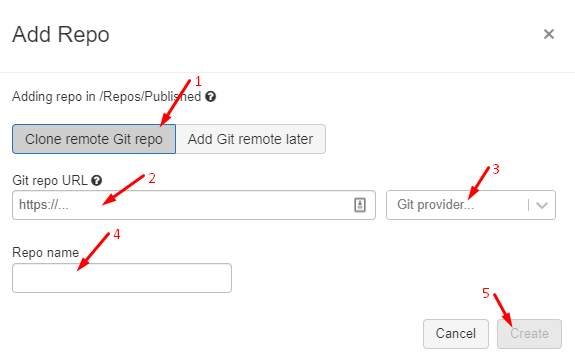 Add Repo
×
1
Adding repo in /Repos/Published ?
Clone remote Git repo Add Git remote later
Git repo URL ? 2 3
https://... Git provider...
4
Repo name
5
Cancel Create